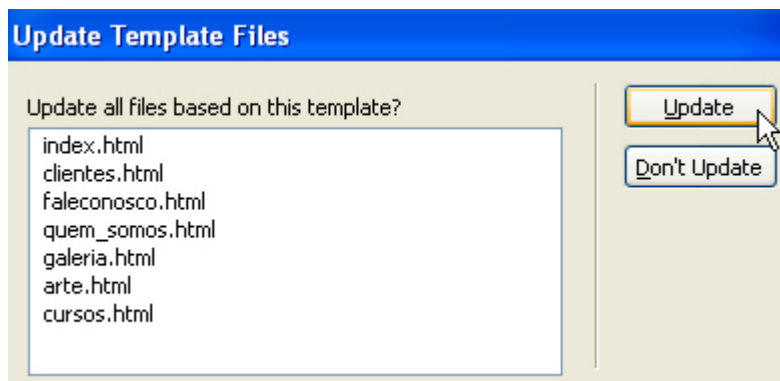 Update Template Files
Update all files based on this template?
index.html
clientes.html
faleconosco.html
quem_somos.html
galeria.html
arte.html
cursos.html
Update
Don't Update